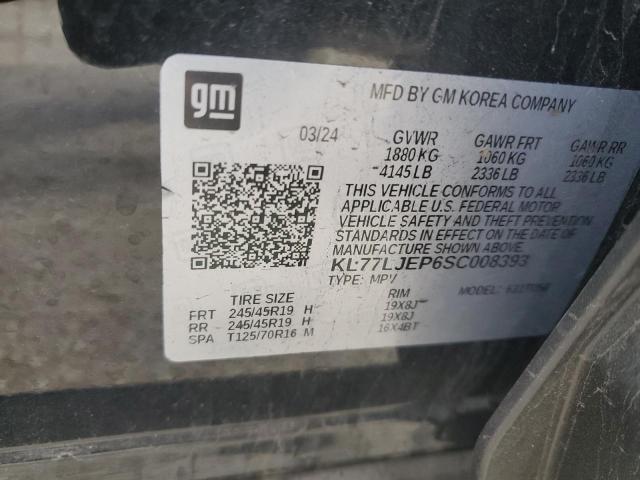 gm
MFD BY GM KOREA COMPANY
03/24
GVWR GAWR FRT GAWR RR
1880 KG 1060 KG 1060 KG
4145 LB 2336 LB 2336 LB
THIS VEHICLE CONFORMS TO ALL
APPLICABLE U.S. FEDERAL MOTOR
VEHICLE SAFETY AND THEFT PREVENTION
STANDARDS IN EFFECT ON THE DATE OF
MANUFACTURE SHOWN ABOVE.
KL77LJEP6SC008393
TYPE: MPV MODEL:
TIRE SIZE RIM
FRT 245/45R19 H 19X8J
RR 245/45R19 H 19X8J
SPA T125/70R16 M 16X4BT